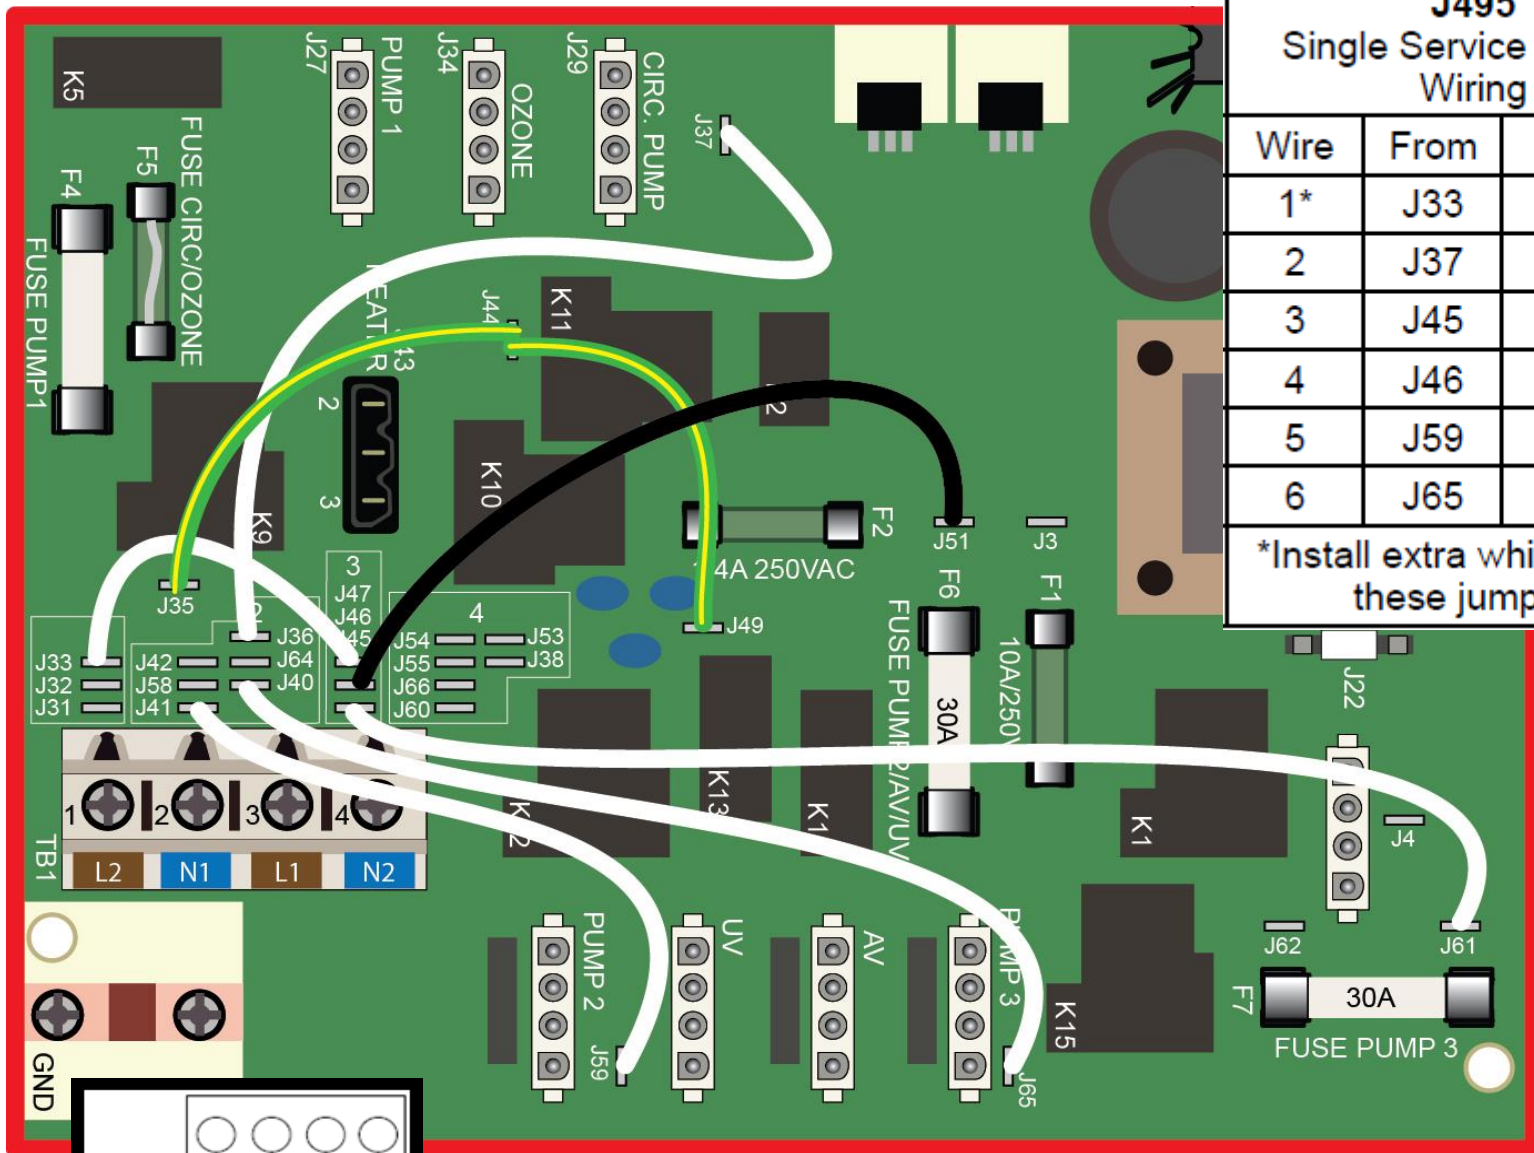 J495
Single Service
Wiring
Wire From
1* J33
2 J37
3 J45
4 J46
5 J59
6 J65
*Install extra whi
these jump
K5
J27
PUMP 1
J34
OZONE
J29
CIRC. PUMP
J37
F4
FUSE PUMP1
F5
FUSE CIRC/OZONE
J44
K11
2
3
K10
K9
F2
4A 250VAC
J51
J3
J35
J49
F6
FUSE PUMP2/AV/UV
30A
F1
10A/250V
3
J47
J46
J45
4
J54
J55
J66
J60
J53
J38
J36
J64
J40
J42
J58
J41
J33
J32
J31
TB1
1
2
3
4
L2
N1
L1
N2
K13
K1
K1
J22
J4
J62
J61
F7
30A
FUSE PUMP 3
PUMP 2
J59
UV
AV
PUMP 3
J65
K15
GND